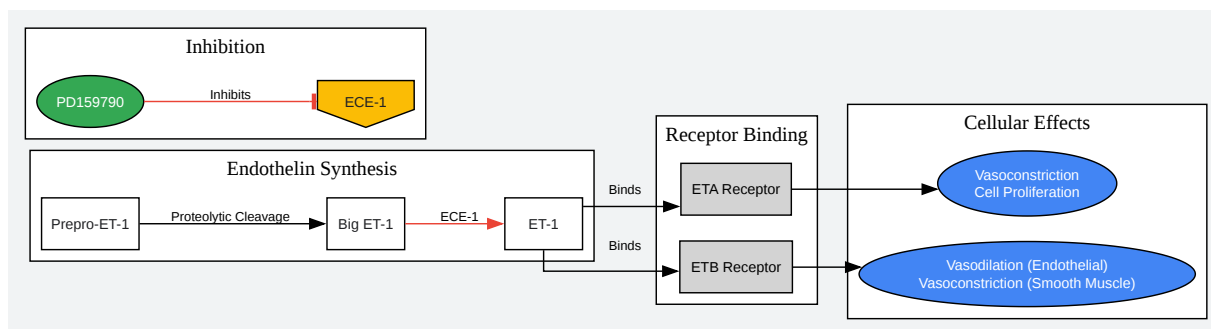 Inhibition
PD159790
Inhibits
ECE-1
Endothelin Synthesis
Prepro-ET-1
Proteolytic Cleavage
Big ET-1
ECE-1
ET-1
Binds
Binds
Receptor Binding
ETA Receptor
ETB Receptor
Cellular Effects
Vasoconstriction
Cell Proliferation
Vasodilation (Endothelial)
Vasoconstriction (Smooth Muscle)